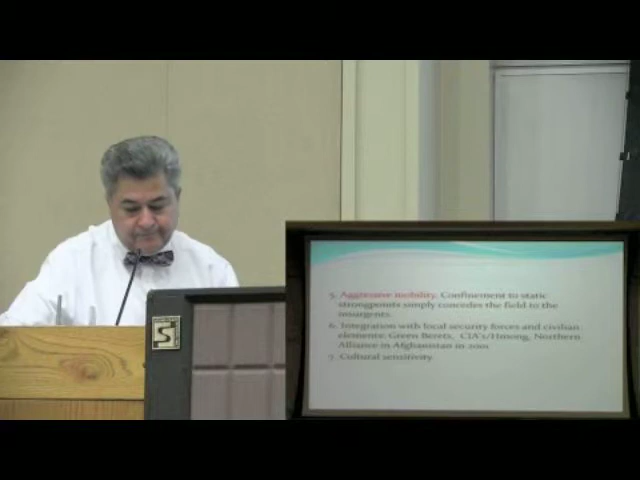 5. Aggressive mobility. Confinement to static
strongpoints simply concedes the field to the
insurgents.
6. Integration with local security forces and civilian
elements: Green Berets, CIA's/Hmong, Northern
Alliance in Afghanistan in 2001
7. Cultural sensitivity.
S